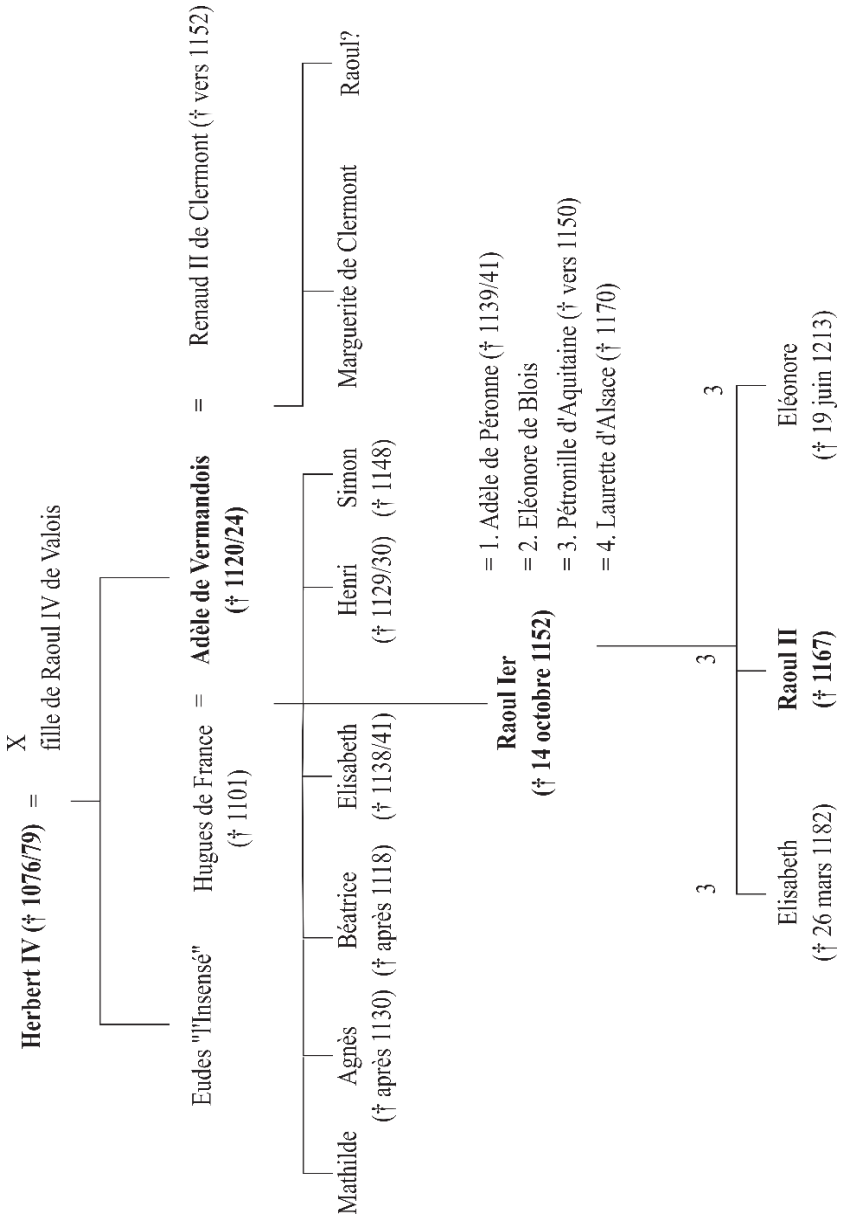 X
Herbert IV († 1076/79) =
fille de Raoul IV de Valois
Eudes "l'Insensé" Hugues de France = Adèle de Vermandois = Renaud II de Clermont († vers 1152)
(† 1101) († 1120/24)
Mathilde Agnès Béatrice Elisabeth Henri Simon Marguerite de Clermont Raoul?
(† après 1130) († après 1118) († 1138/41) († 1129/30) († 1148)
Raoul Ier
(† 14 octobre 1152)
= 1. Adèle de Péronne († 1139/41)
= 2. Eléonore de Blois
= 3. Pétronille d'Aquitaine († vers 1150)
= 4. Laurette d'Alsace († 1170)
3 3 3
Elisabeth Raoul II Eléonore
(† 26 mars 1182) († 1167) († 19 juin 1213)